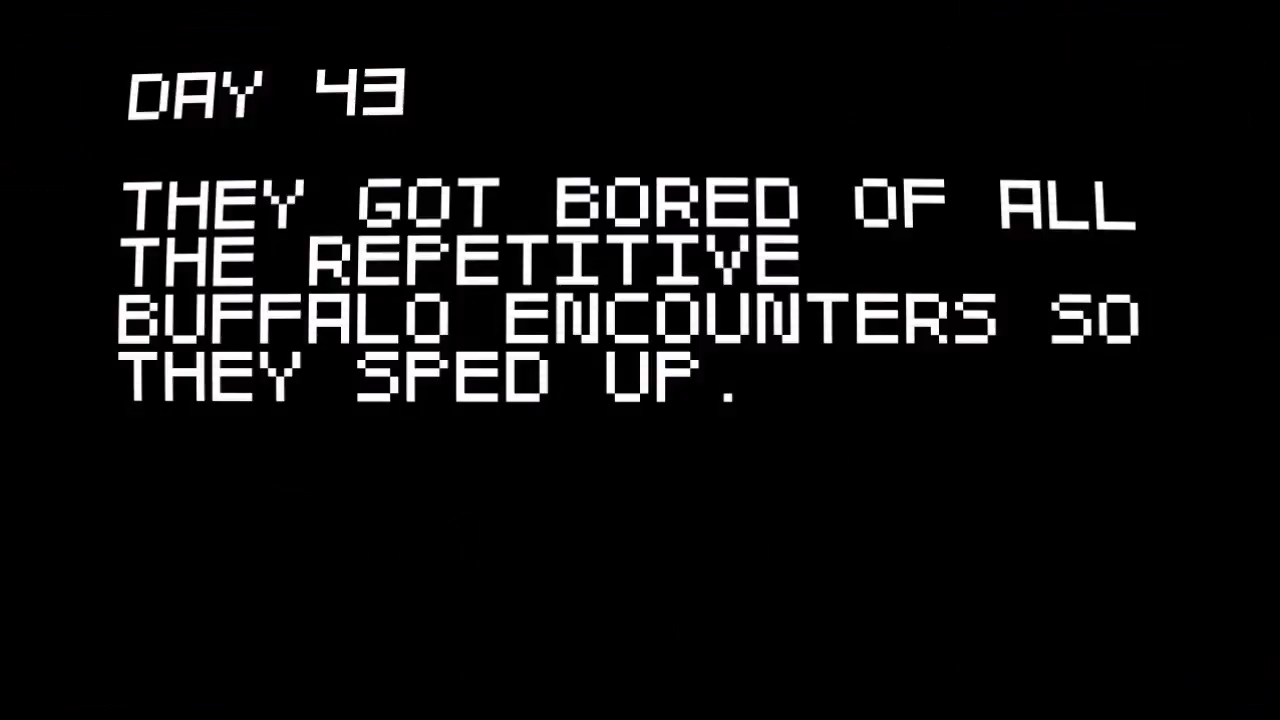 DAY 43
THEY GOT BORED OF ALL
THE REPETITIVE
BUFFALO ENCOUNTERS SO
THEY SPED UP.